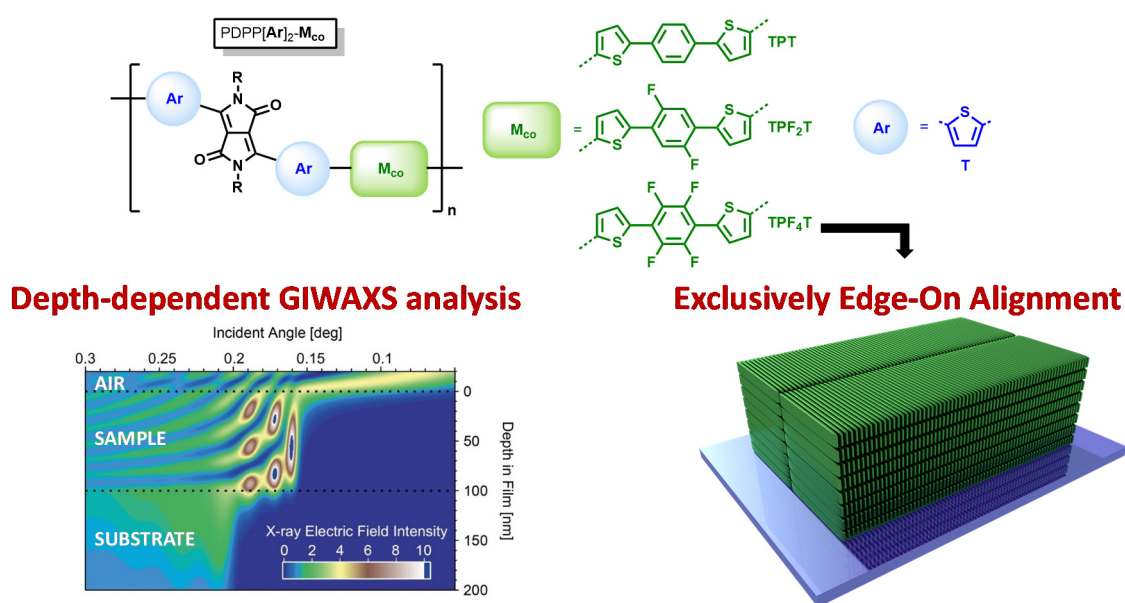 PDPP[Ar]₂-Mco
Ar
R
N
O
O
N
R
Ar
Mco
n
Mco
=
S
S
TPT
F
S
S
F
TPF₂T
F
F
S
S
F
F
TPF₄T
Ar
=
S
T
Depth-dependent GIWAXS analysis
Exclusively Edge-On Alignment
Incident Angle [deg]
0.3 0.2 0.15 0.1
AIR
SAMPLE
SUBSTRATE
0
50
100
150
200
Depth in Film [nm]
X-ray Electric Field Intensity
0 2 4 6 8 10